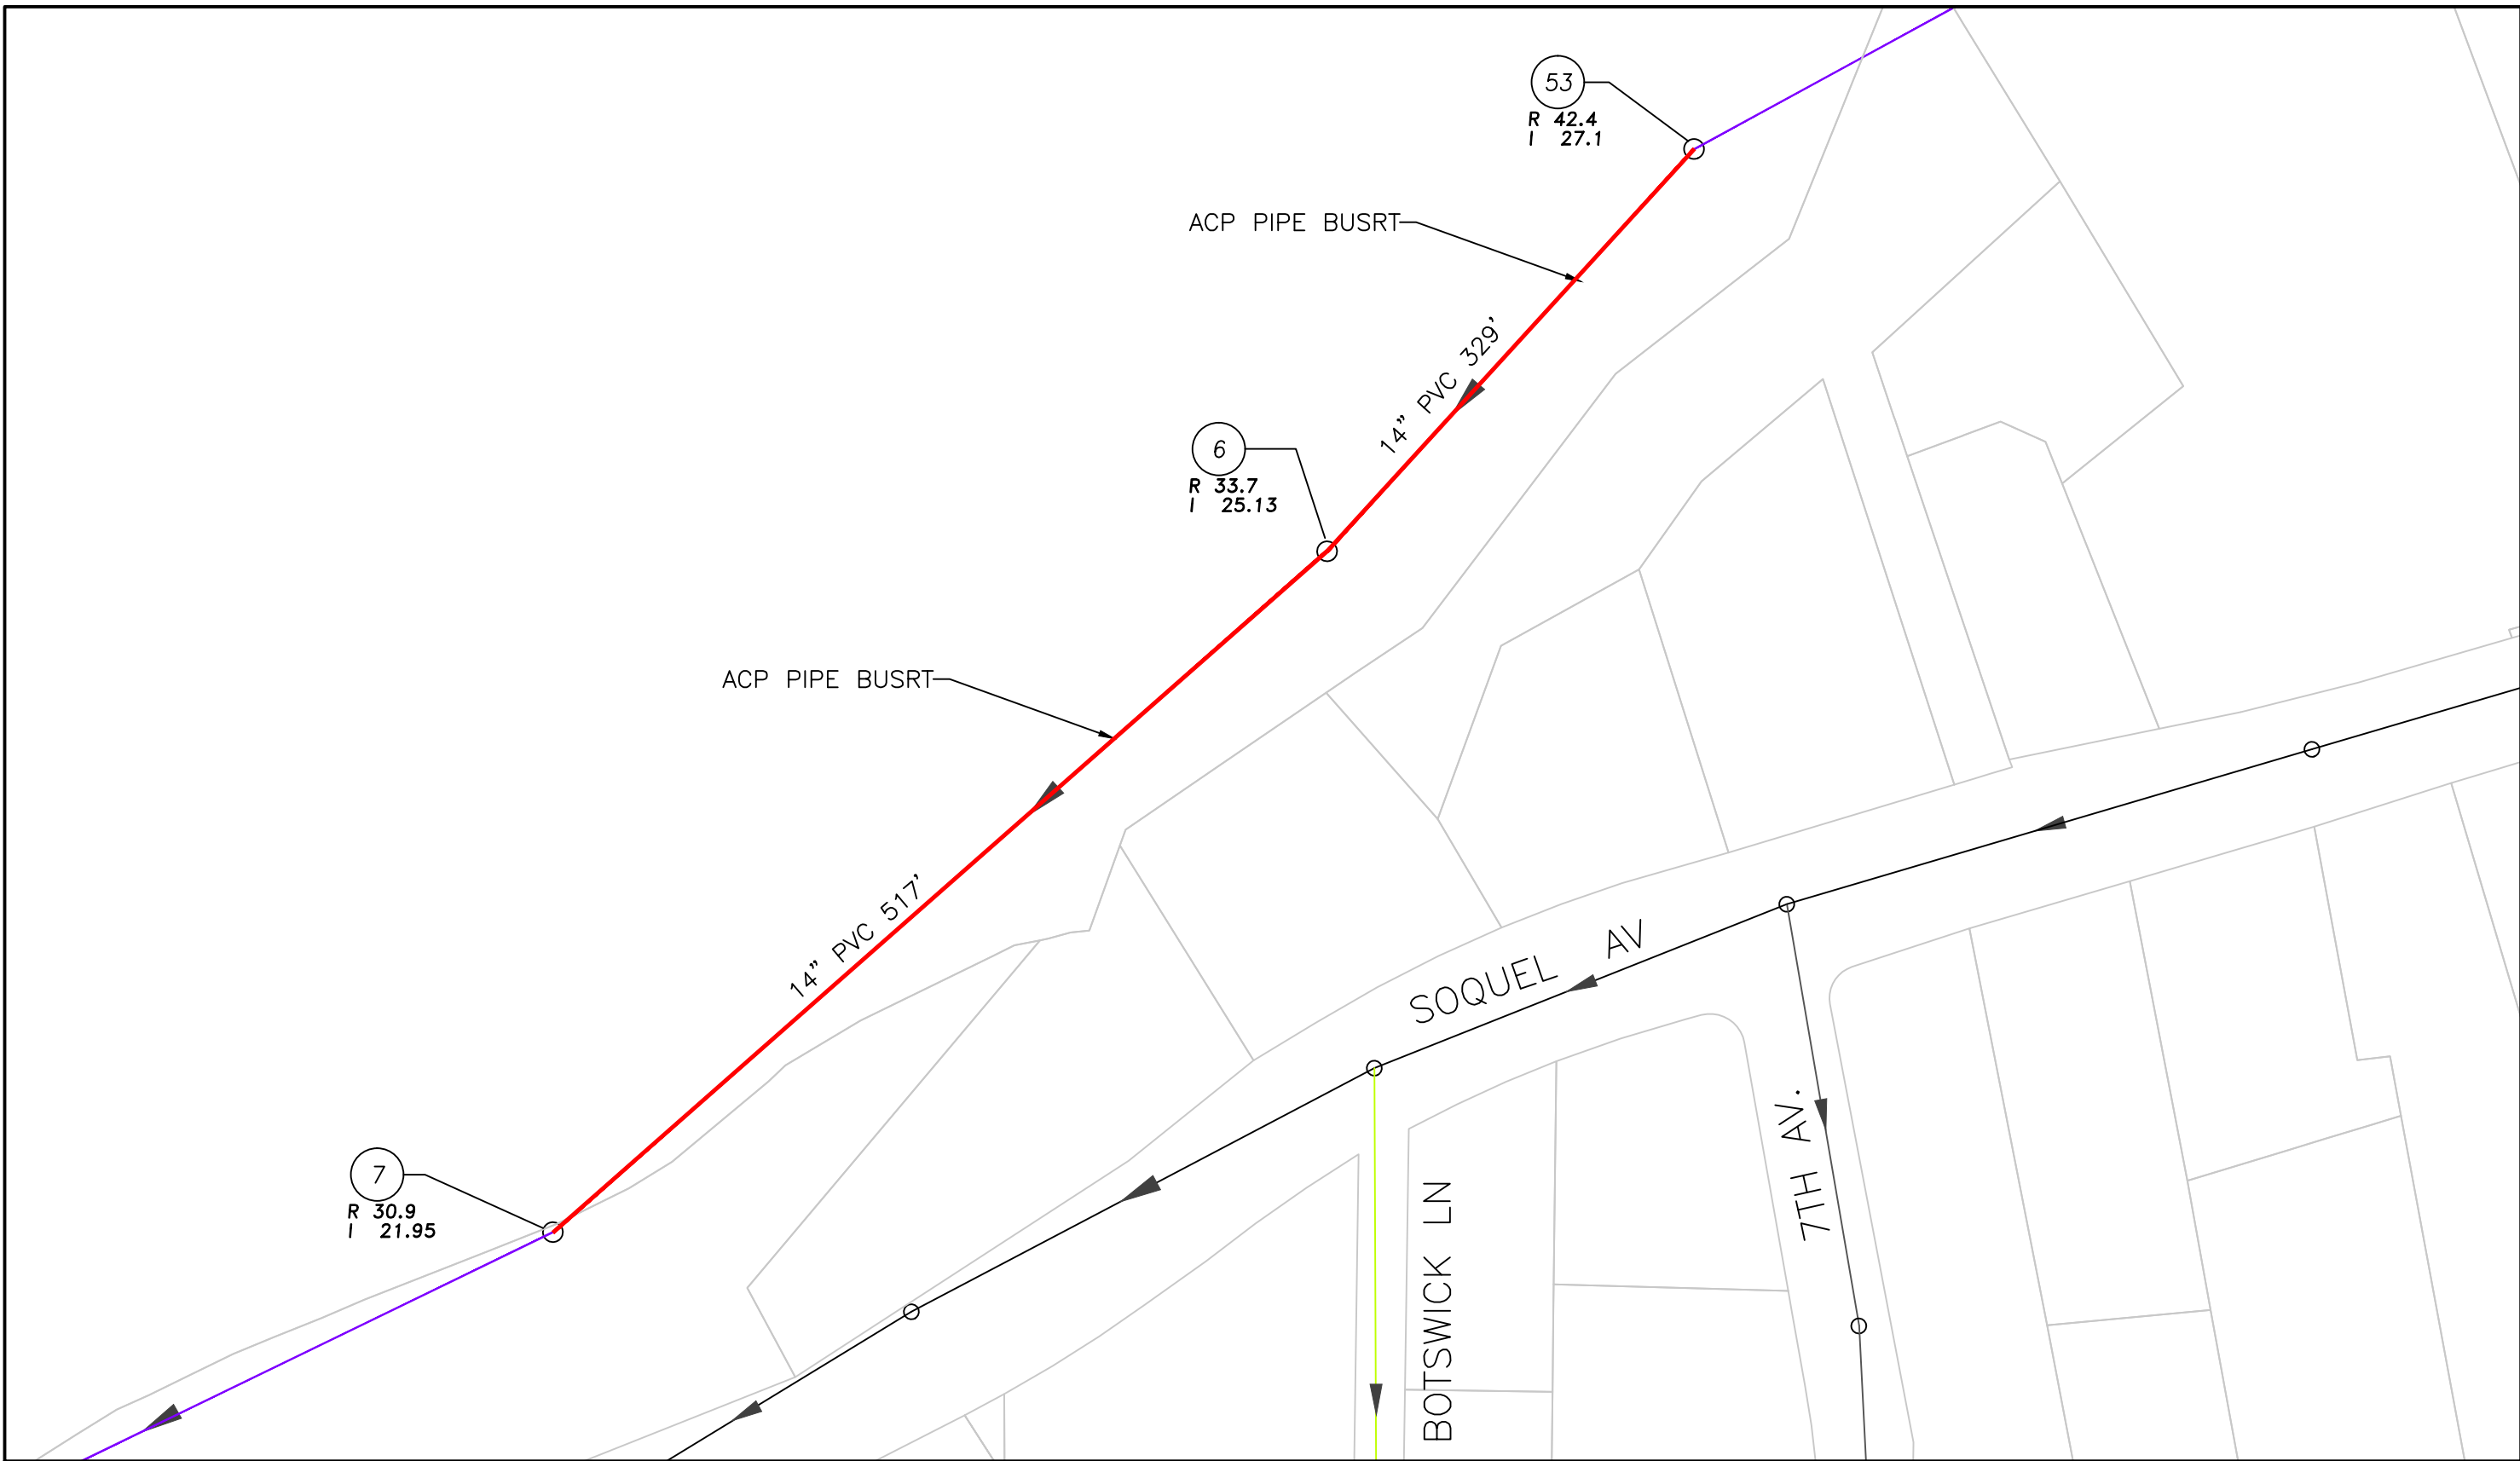 53
R 42.4
I 27.1
ACP PIPE BUSRT
14" PVC 329'
6
R 33.7
I 25.13
ACP PIPE BUSRT
14" PVC 517'
SOQUEL AV
7TH AV.
7
R 30.9
I 21.95
BOTSWICK LN